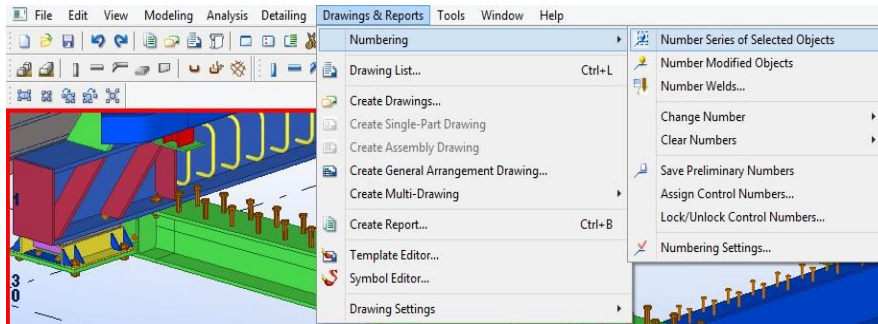 File Edit View Modeling Analysis Detailing Drawings & Reports Tools Window Help
Numbering
Drawing List... Ctrl+L
Create Drawings...
Create Single-Part Drawing
Create Assembly Drawing
Create General Arrangement Drawing...
Create Multi-Drawing
Create Report... Ctrl+B
Template Editor...
Symbol Editor...
Drawing Settings
Number Series of Selected Objects
Number Modified Objects
Number Welds...
Change Number
Clear Numbers
Save Preliminary Numbers
Assign Control Numbers...
Lock/Unlock Control Numbers...
Numbering Settings...
1
3
0